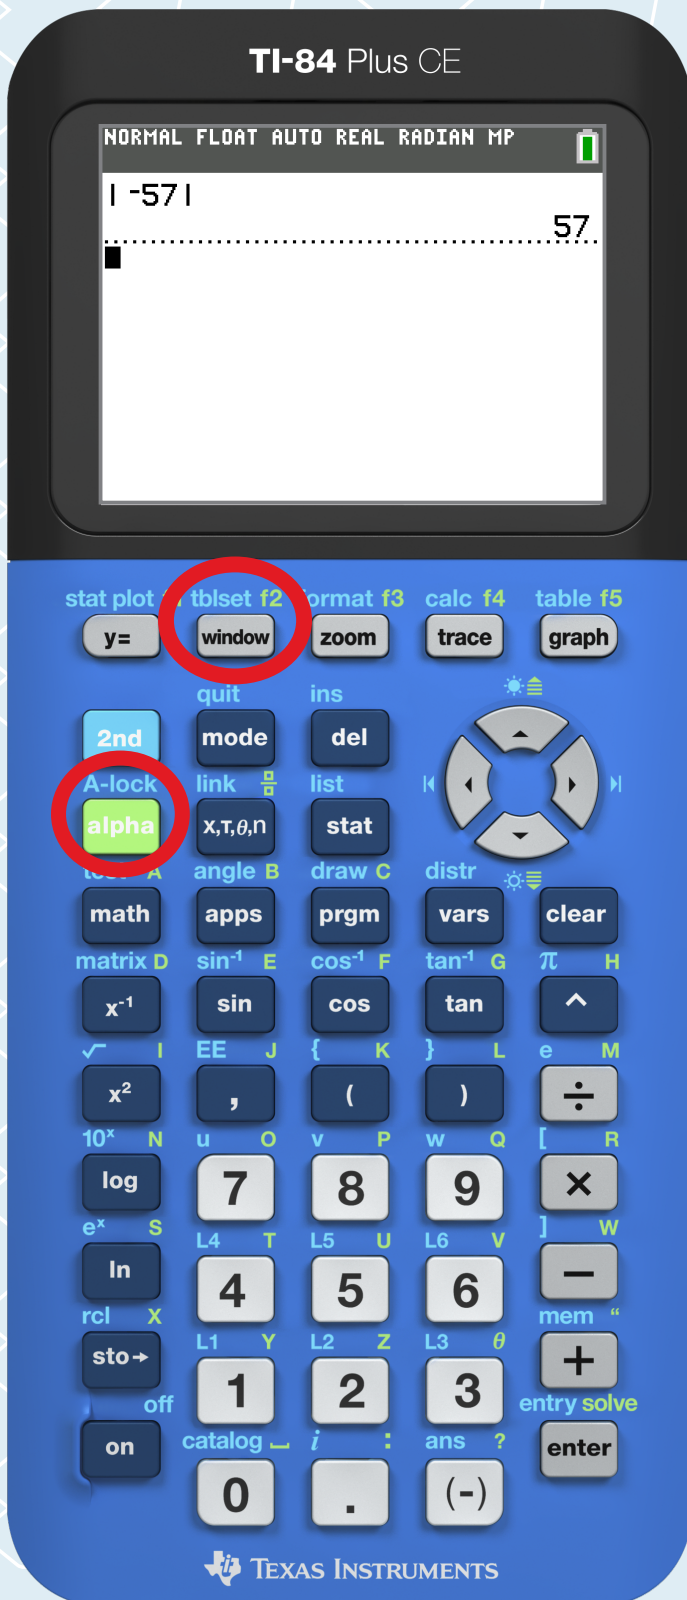 TI-84 Plus CE
NORMAL FLOAT AUTO REAL RADIAN MP
|-57|
57
stat plot tblset f2 format f3 calc f4 table f5
y= window zoom trace graph
quit ins
2nd mode del
A-lock link list
alpha X,T,θ,n stat
A angle B draw C distr
math apps prgm vars clear
matrix D sin⁻¹ E cos⁻¹ F tan⁻¹ G π H
x⁻¹ sin cos tan ^
√ I EE J { K } L e M
x² , ( ) ÷
10ˣ N u O v P w Q [ R
log 7 8 9 ×
eˣ S L4 T L5 U L6 V ] W
ln 4 5 6 −
rcl X L1 Y L2 Z L3 θ mem “
sto→ 1 2 3 +
off catalog ⎵ i : ans ? entry solve
on 0 . (-) enter
TEXAS INSTRUMENTS